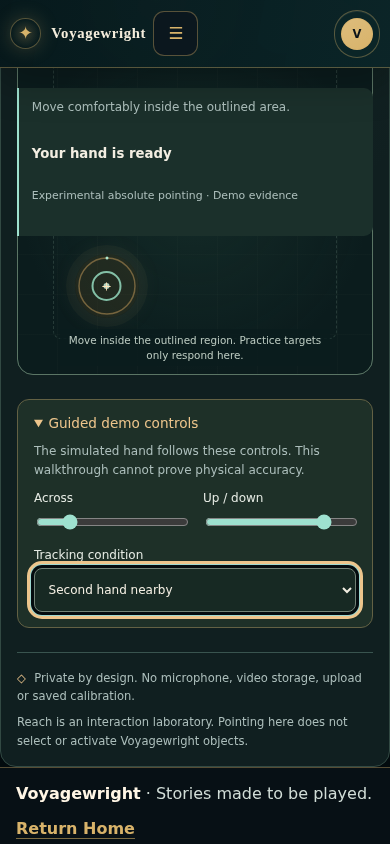 Voyagewright
V
Move comfortably inside the outlined area.
Your hand is ready
Experimental absolute pointing · Demo evidence
Move inside the outlined region. Practice targets
only respond here.
Guided demo controls
The simulated hand follows these controls. This
walkthrough cannot prove physical accuracy.
Across
Up / down
Tracking condition
Second hand nearby
Private by design. No microphone, video storage, upload
or saved calibration.
Reach is an interaction laboratory. Pointing here does not
select or activate Voyagewright objects.
Voyagewright · Stories made to be played.
Return Home